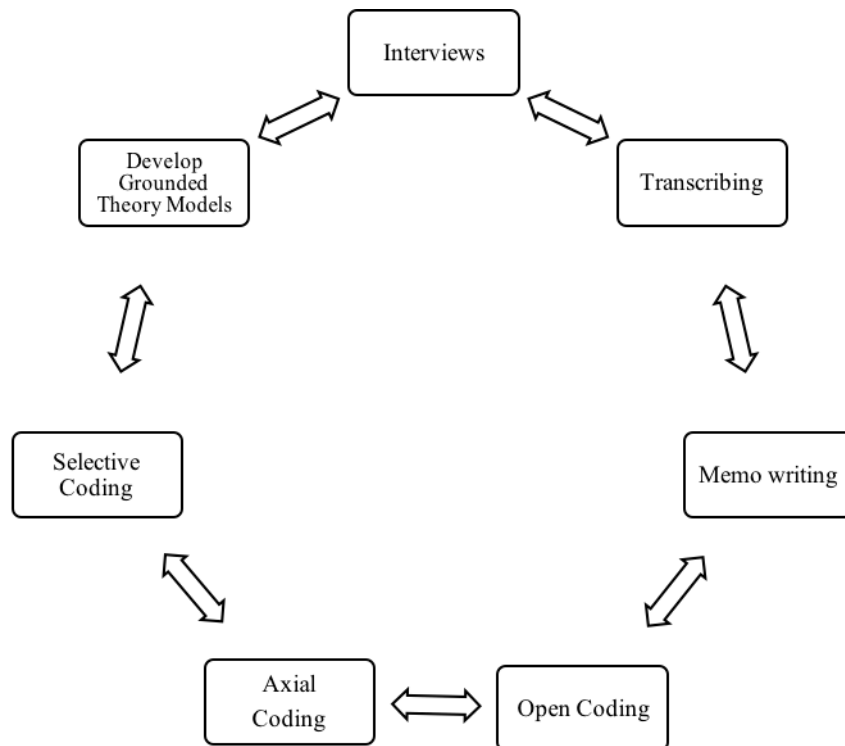 Interviews
Develop
Grounded
Theory Models
Transcribing
Selective
Coding
Memo writing
Axial
Coding
Open Coding